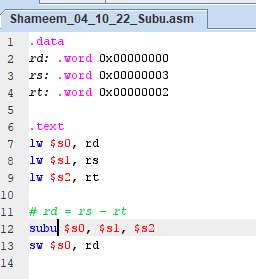 Shameem_04_10_22_Subu.asm
1 .data
2 rd: .word 0x00000000
3 rs: .word 0x00000003
4 rt: .word 0x00000002
5
6 .text
7 lw $s0, rd
8 lw $s1, rs
9 lw $s2, rt
10
11 # rd = rs - rt
12 subu $s0, $s1, $s2
13 sw $s0, rd
14